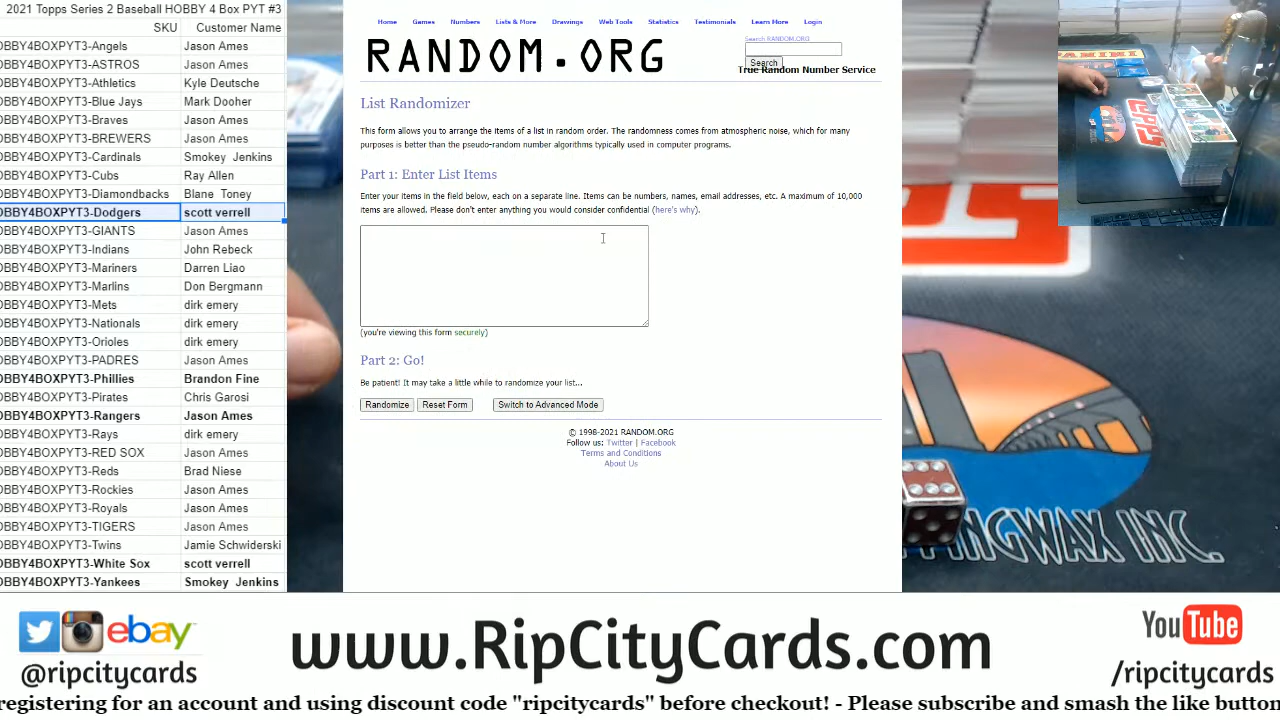 2021 Topps Series 2 Baseball HOBBY 4 Box PYT #3
SKU Customer Name
OBBY4BOXPYT3-Angels Jason Ames
OBBY4BOXPYT3-ASTROS Jason Ames
OBBY4BOXPYT3-Athletics Kyle Deutsche
OBBY4BOXPYT3-Blue Jays Mark Dooher
OBBY4BOXPYT3-Braves Jason Ames
OBBY4BOXPYT3-BREWERS Jason Ames
OBBY4BOXPYT3-Cardinals Smokey Jenkins
OBBY4BOXPYT3-Cubs Ray Allen
OBBY4BOXPYT3-Diamondbacks Blane Toney
OBBY4BOXPYT3-Dodgers scott verrell
OBBY4BOXPYT3-GIANTS Jason Ames
OBBY4BOXPYT3-Indians John Rebeck
OBBY4BOXPYT3-Mariners Darren Liao
OBBY4BOXPYT3-Marlins Don Bergmann
OBBY4BOXPYT3-Mets dirk emery
OBBY4BOXPYT3-Nationals dirk emery
OBBY4BOXPYT3-Orioles dirk emery
OBBY4BOXPYT3-PADRES Jason Ames
OBBY4BOXPYT3-Phillies Brandon Fine
OBBY4BOXPYT3-Pirates Chris Garosi
OBBY4BOXPYT3-Rangers Jason Ames
OBBY4BOXPYT3-Rays dirk emery
OBBY4BOXPYT3-RED SOX Jason Ames
OBBY4BOXPYT3-Reds Brad Niese
OBBY4BOXPYT3-Rockies Jason Ames
OBBY4BOXPYT3-Royals Jason Ames
OBBY4BOXPYT3-TIGERS Jason Ames
OBBY4BOXPYT3-Twins Jamie Schwiderski
OBBY4BOXPYT3-White Sox scott verrell
OBBY4BOXPYT3-Yankees Smokey Jenkins
Home Games Numbers Lists & More Drawings Web Tools Statistics Testimonials Learn More Login
RANDOM.ORG
Search RANDOM.ORG
Search
True Random Number Service
List Randomizer
This form allows you to arrange the items of a list in random order. The randomness comes from atmospheric noise, which for many
purposes is better than the pseudo-random number algorithms typically used in computer programs.
Part 1: Enter List Items
Enter your items in the field below, each on a separate line. Items can be numbers, names, email addresses, etc. A maximum of 10,000
items are allowed. Please don't enter anything you would consider confidential (here's why).
(you're viewing this form securely)
Part 2: Go!
Be patient! It may take a little while to randomize your list...
Randomize Reset Form Switch to Advanced Mode
© 1998-2021 RANDOM.ORG
Follow us: Twitter | Facebook
Terms and Conditions
About Us
PANINI
TOPPS
PPINGWAX INC.
ebay
@ripcitycards
www.RipCityCards.com
YouTube
/ripcitycards
registering for an account and using discount code "ripcitycards" before checkout! - Please subscribe and smash the like button